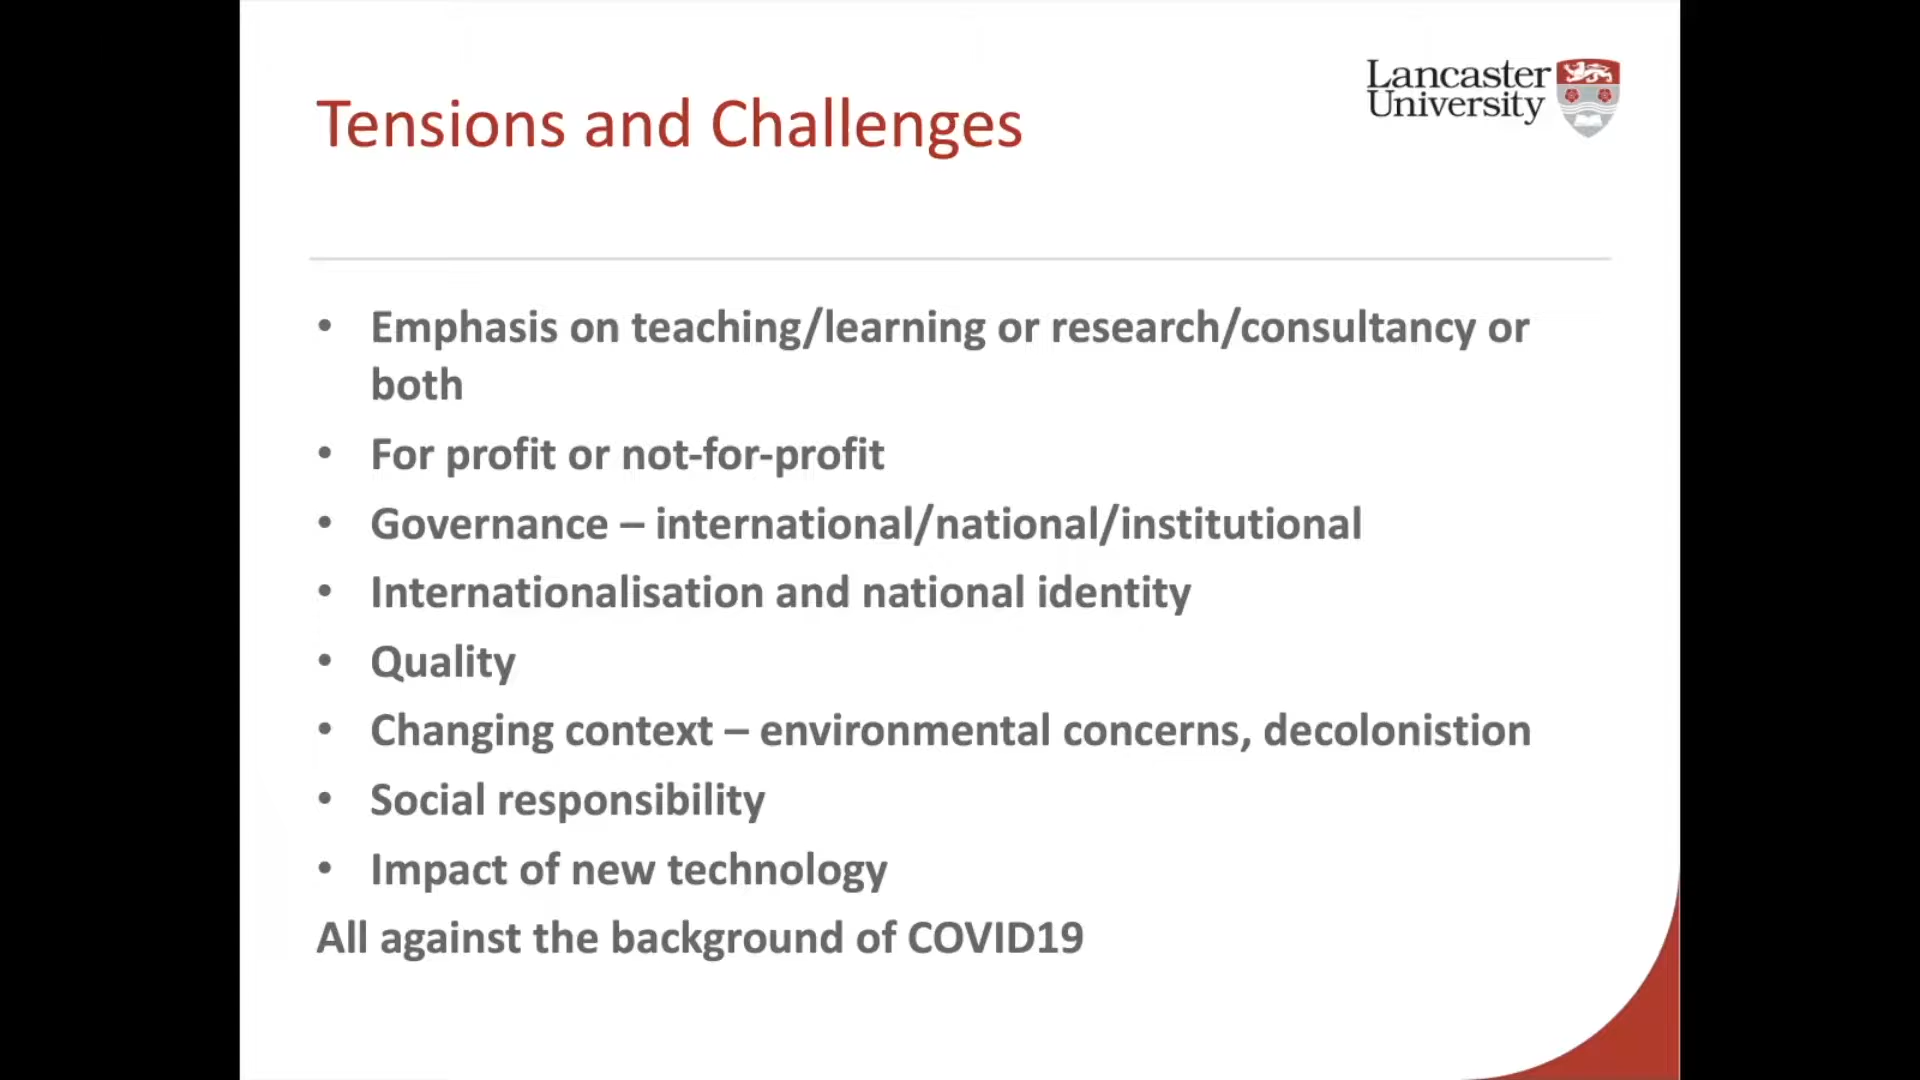 Lancaster
University
Tensions and Challenges
• Emphasis on teaching/learning or research/consultancy or
both
• For profit or not-for-profit
• Governance – international/national/institutional
• Internationalisation and national identity
• Quality
• Changing context – environmental concerns, decolonistion
• Social responsibility
• Impact of new technology
All against the background of COVID19